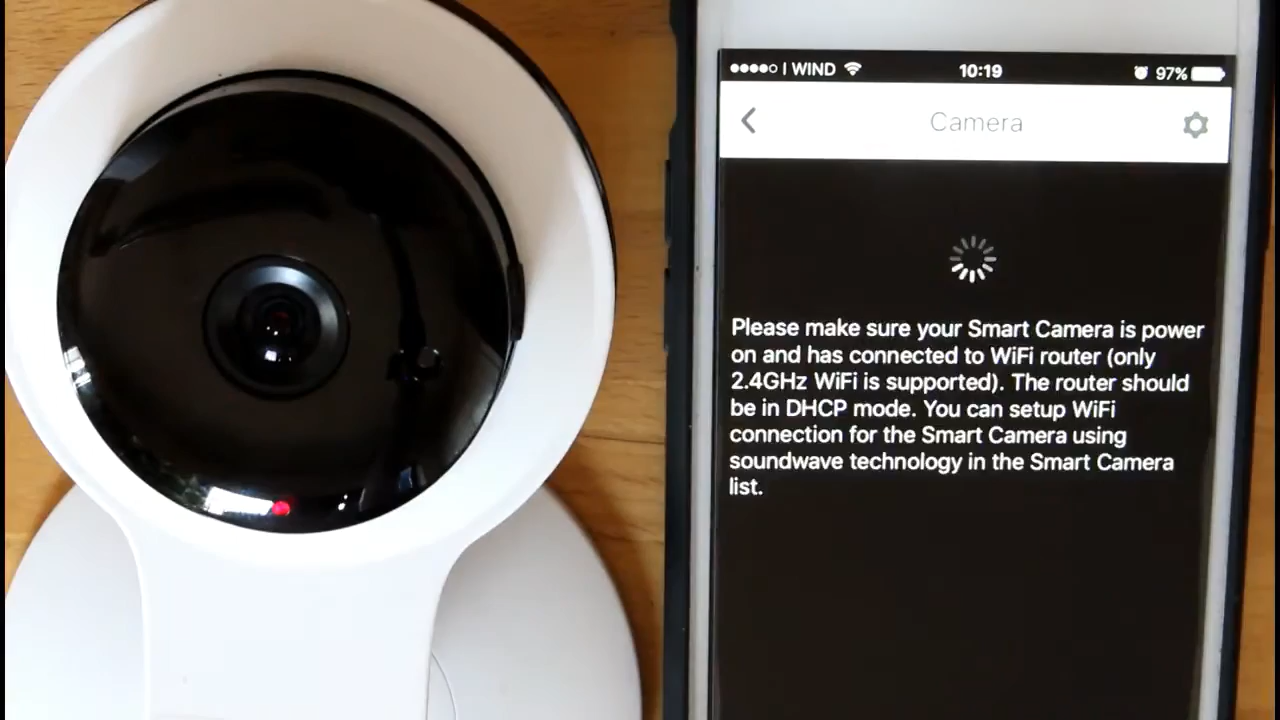 ●●●●○ I WIND 10:19 97%
Camera
Please make sure your Smart Camera is power
on and has connected to WiFi router (only
2.4GHz WiFi is supported). The router should
be in DHCP mode. You can setup WiFi
connection for the Smart Camera using
soundwave technology in the Smart Camera
list.